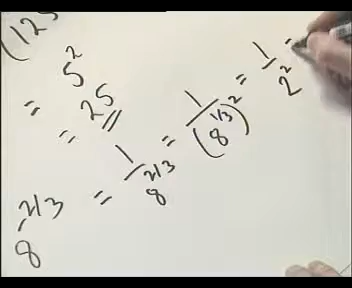 (125
= 5²
= 25
8^-2/3 = 1/8^2/3 = 1/(8^1/3)² = 1/2² =